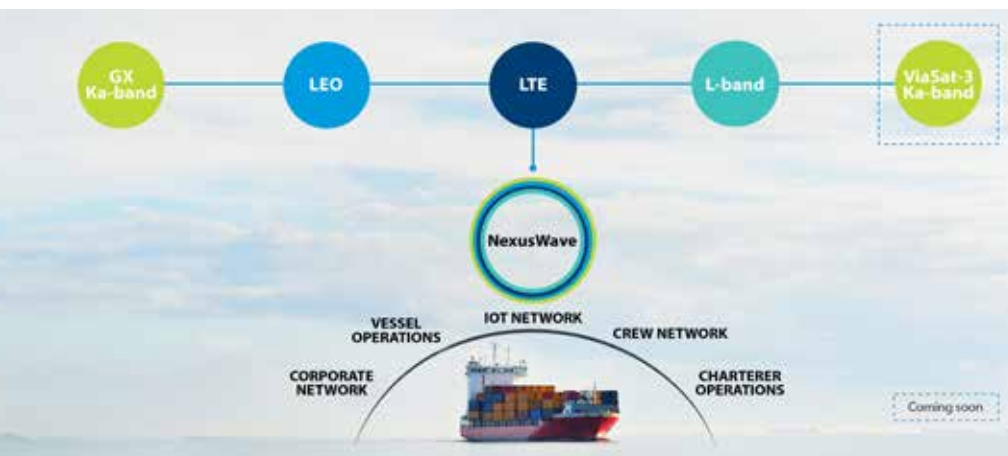 GX
Ka-band
LEO
LTE
L-band
ViaSat-3
Ka-band
NexusWave
IOT NETWORK
VESSEL
OPERATIONS
CREW NETWORK
CORPORATE
NETWORK
CHARTERER
OPERATIONS
Coming soon